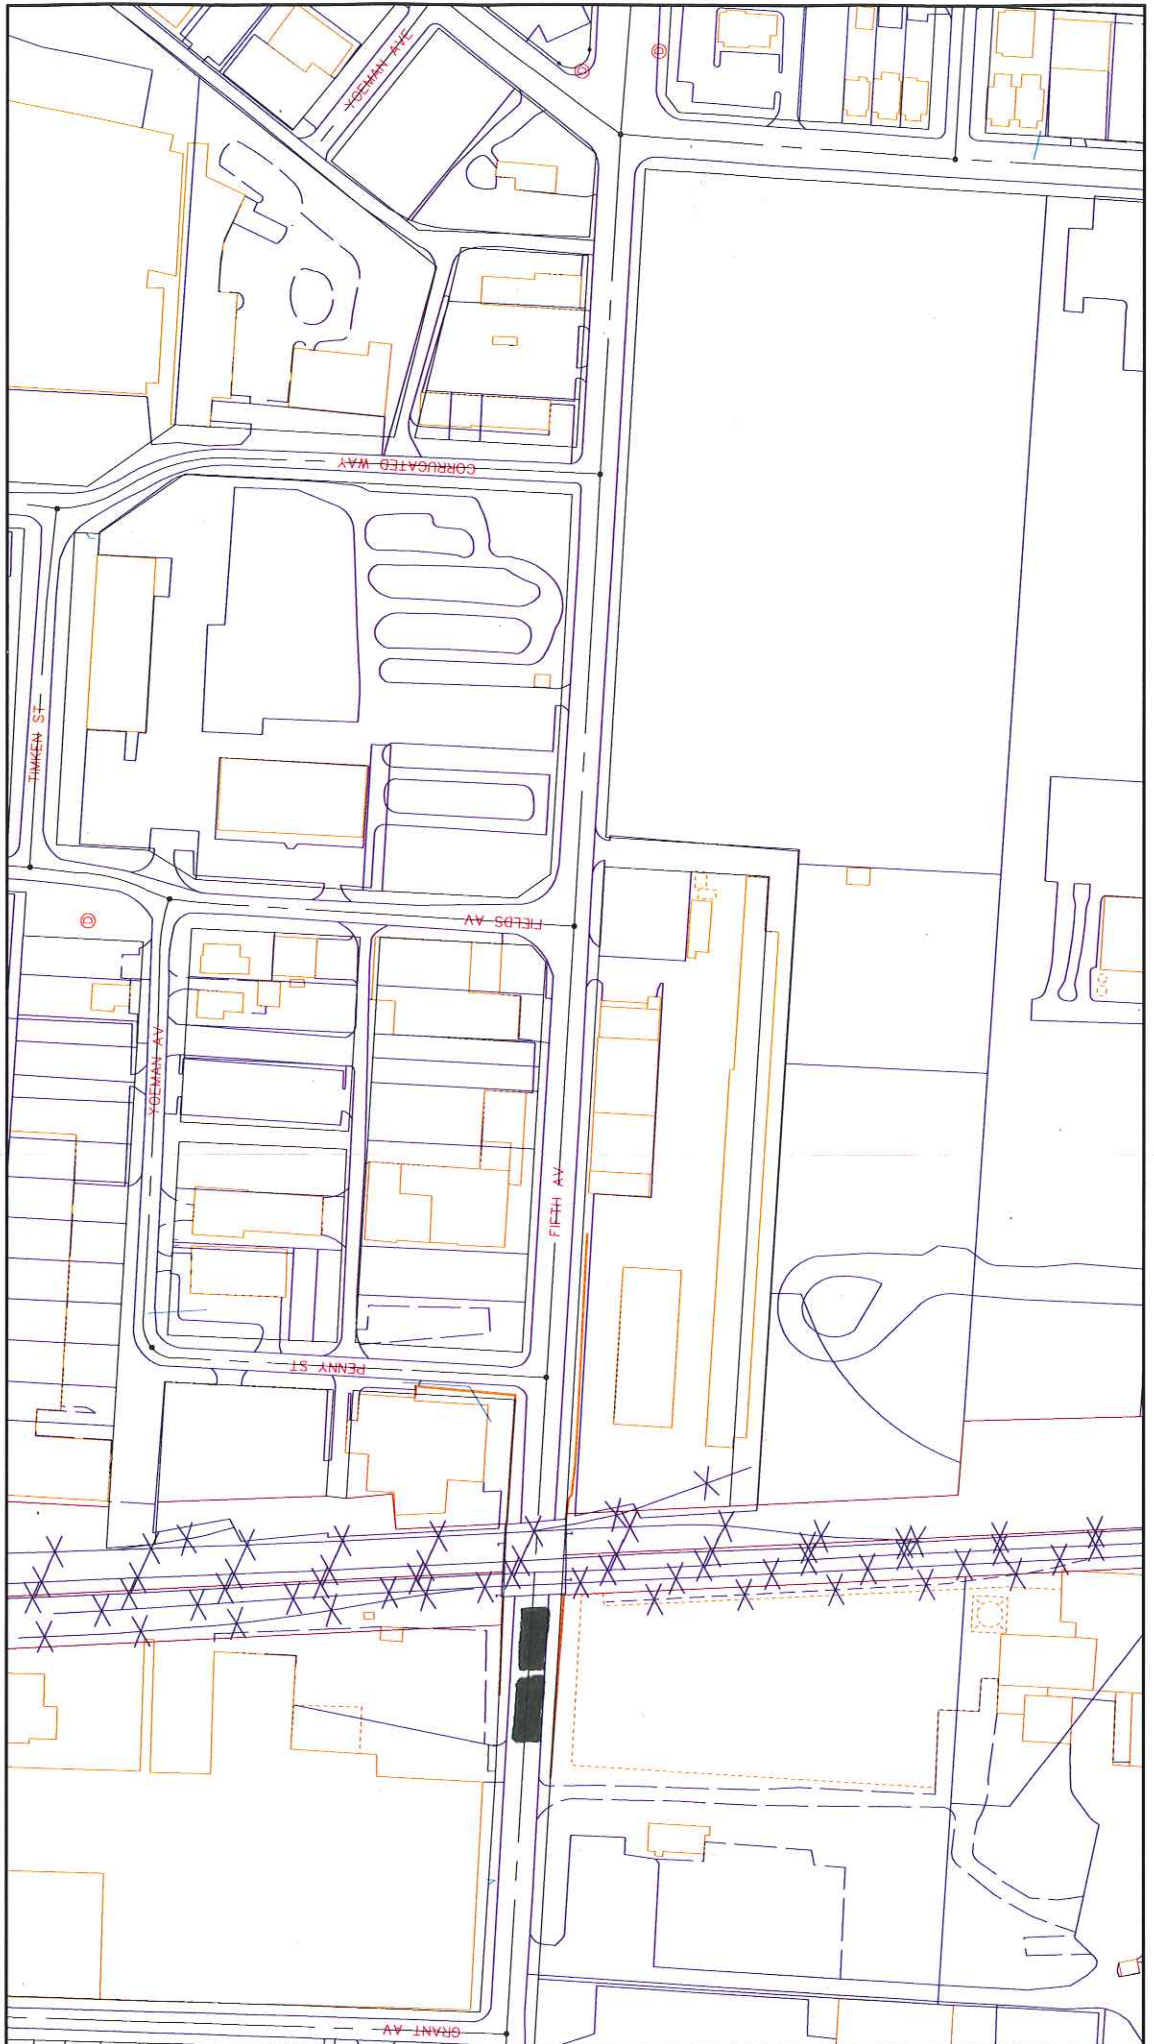 YOEMAN AVE
CORRUGATED WAY
TIMKEN ST
FIELDS AV
YOEMAN AV
FIFTH AV
PENNY ST
GRANT AV